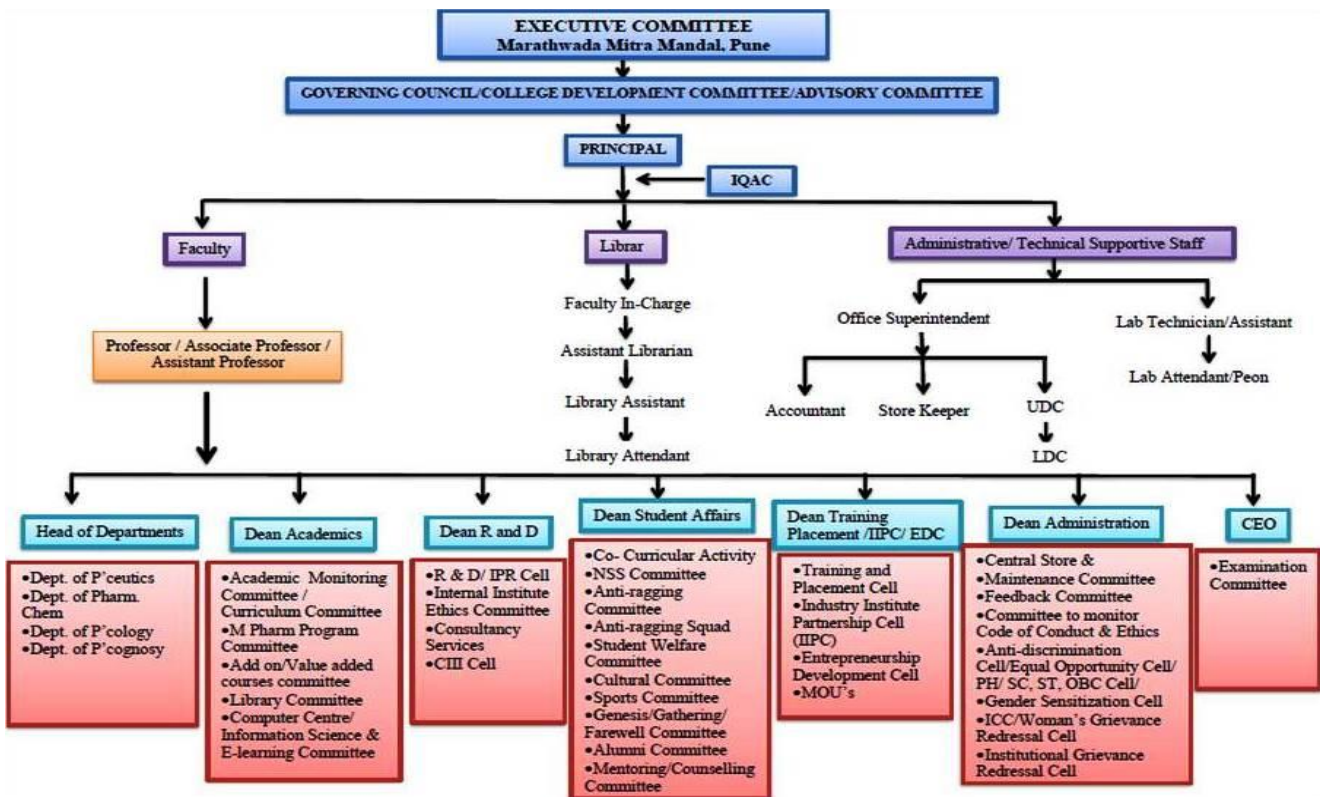 EXECUTIVE COMMITTEE
Marathwada Mitra Mandal, Pune
GOVERNING COUNCIL/COLLEGE DEVELOPMENT COMMITTEE/ADVISORY COMMITTEE
PRINCIPAL
IQAC
Faculty
Librar
Administrative/ Technical Supportive Staff
Professor / Associate Professor /
Assistant Professor
Faculty In-Charge
Assistant Librarian
Library Assistant
Library Attendant
Office Superintendent
Lab Technician/Assistant
Lab Attendant/Peon
Accountant
Store Keeper
UDC
LDC
Head of Departments
•Dept. of P'ceutics
•Dept. of Pharm.
Chem
•Dept. of P'cology
•Dept. of P'cognosy
Dean Academics
•Academic Monitoring
Committee /
Curriculum Committee
•M Pharm Program
Committee
•Add on/Value added
courses committee
•Library Committee
•Computer Centre/
Information Science &
E-learning Committee
Dean R and D
•R & D/ IPR Cell
•Internal Institute
Ethics Committee
•Consultancy
Services
•CIII Cell
Dean Student Affairs
•Co- Curricular Activity
•NSS Committee
•Anti-ragging
Committee
•Anti-ragging Squad
•Student Welfare
Committee
•Cultural Committee
•Sports Committee
•Genesis/Gathering/
Farewell Committee
•Alumni Committee
•Mentoring/Counselling
Committee
Dean Training
Placement /IIPC/ EDC
•Training and
Placement Cell
•Industry Institute
Partnership Cell
(IIPC)
•Entrepreneurship
Development Cell
•MOU's
Dean Administration
•Central Store &
•Maintenance Committee
•Feedback Committee
•Committee to monitor
Code of Conduct & Ethics
•Anti-discrimination
Cell/Equal Opportunity Cell/
PH/ SC, ST, OBC Cell/
Gender Sensitization Cell
•ICC/Woman's Grievance
Redressal Cell
•Institutional Grievance
Redressal Cell
CEO
•Examination
Committee